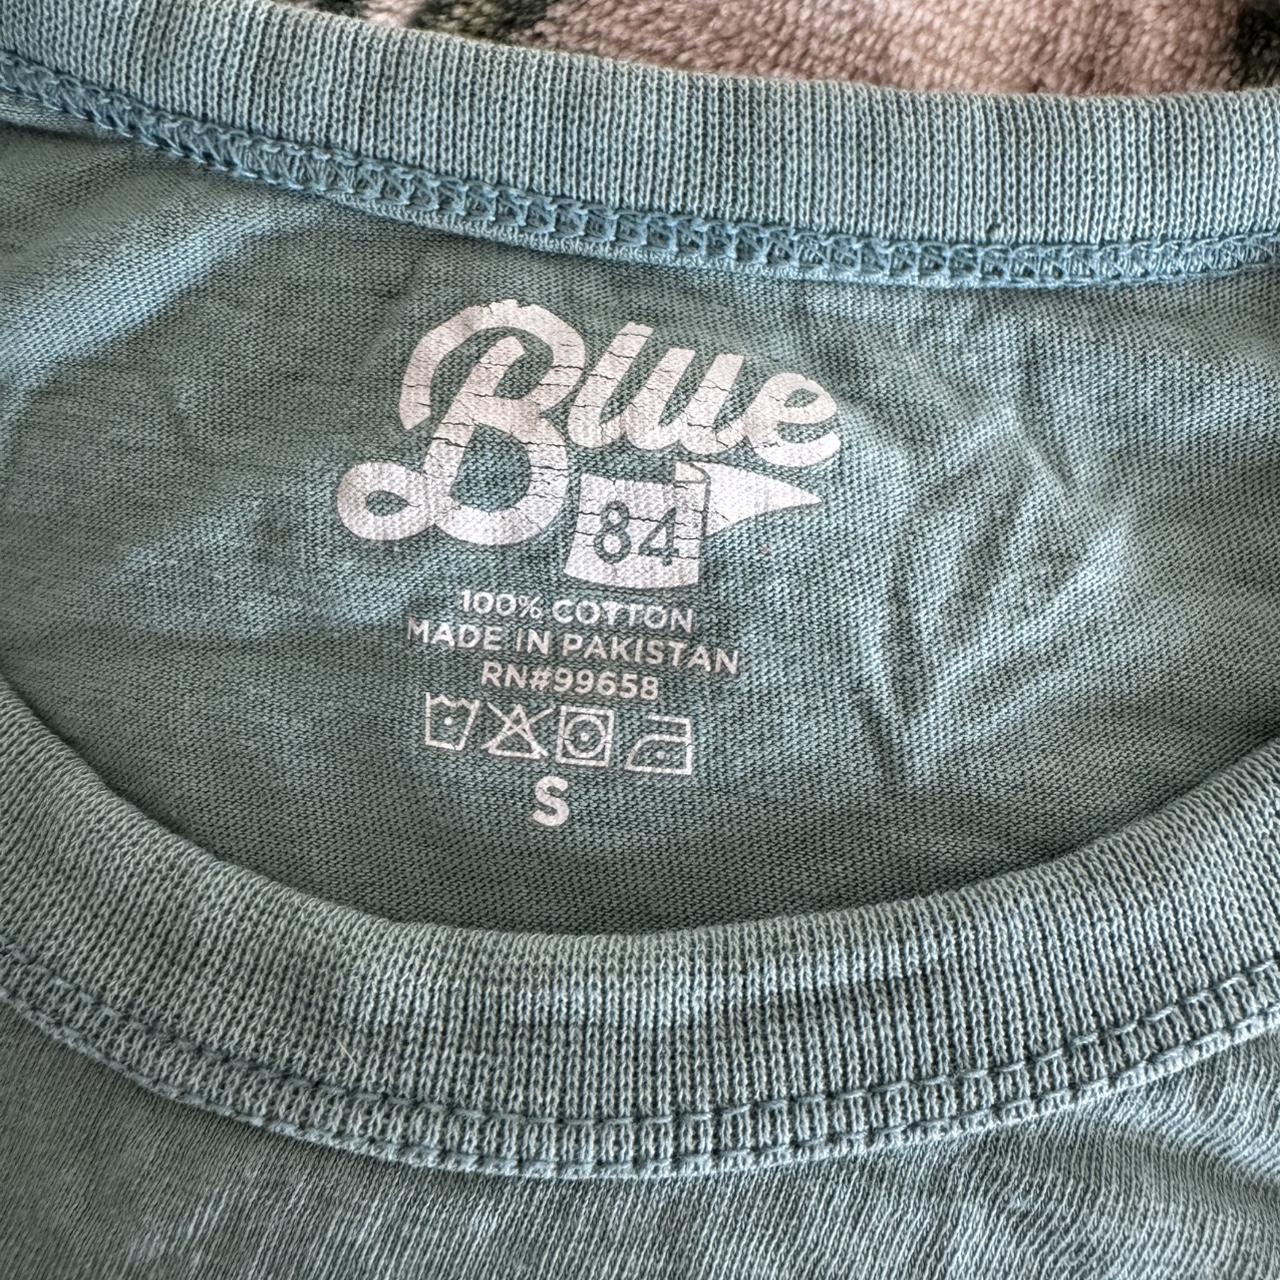 Blue
84
100% COTTON
MADE IN PAKISTAN
RN#99658
S